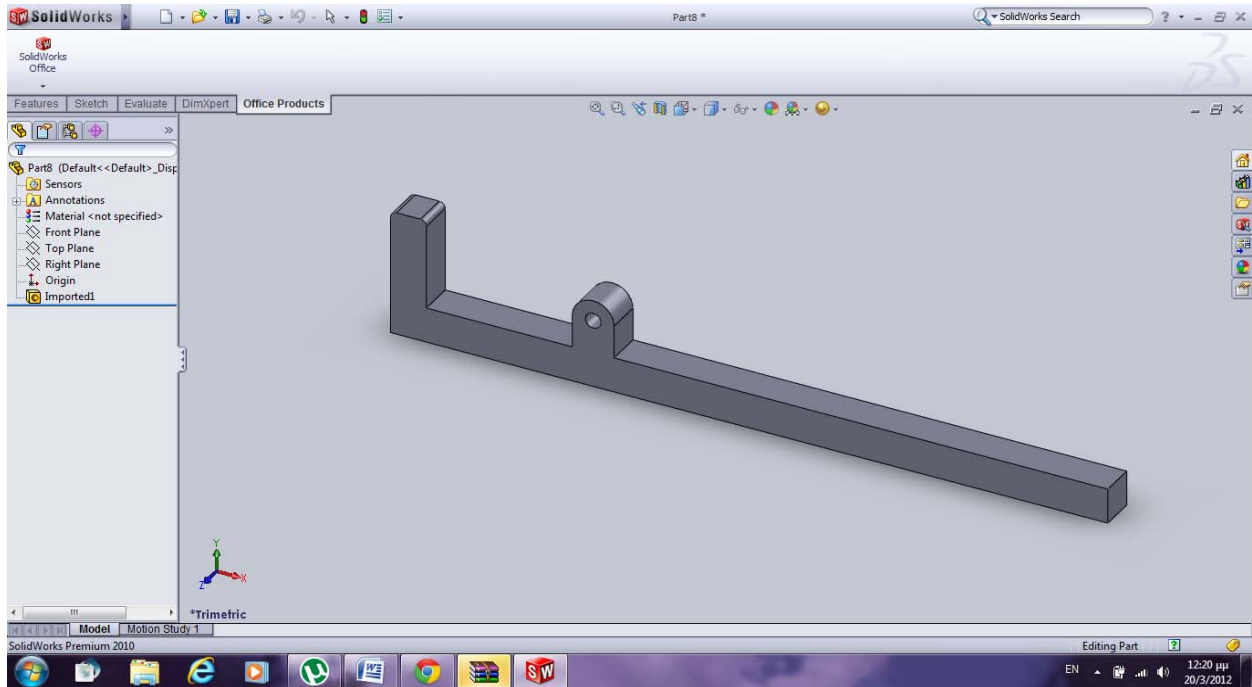 SolidWorks
Part8 *
SolidWorks Search
SolidWorks
Office
Features Sketch Evaluate DimXpert Office Products
Part8 (Default<<Default>_Disp
Sensors
Annotations
Material <not specified>
Front Plane
Top Plane
Right Plane
Origin
Imported1
Y
X
Z
*Trimetric
Model Motion Study 1
SolidWorks Premium 2010
Editing Part
EN
12:20 μμ
20/3/2012